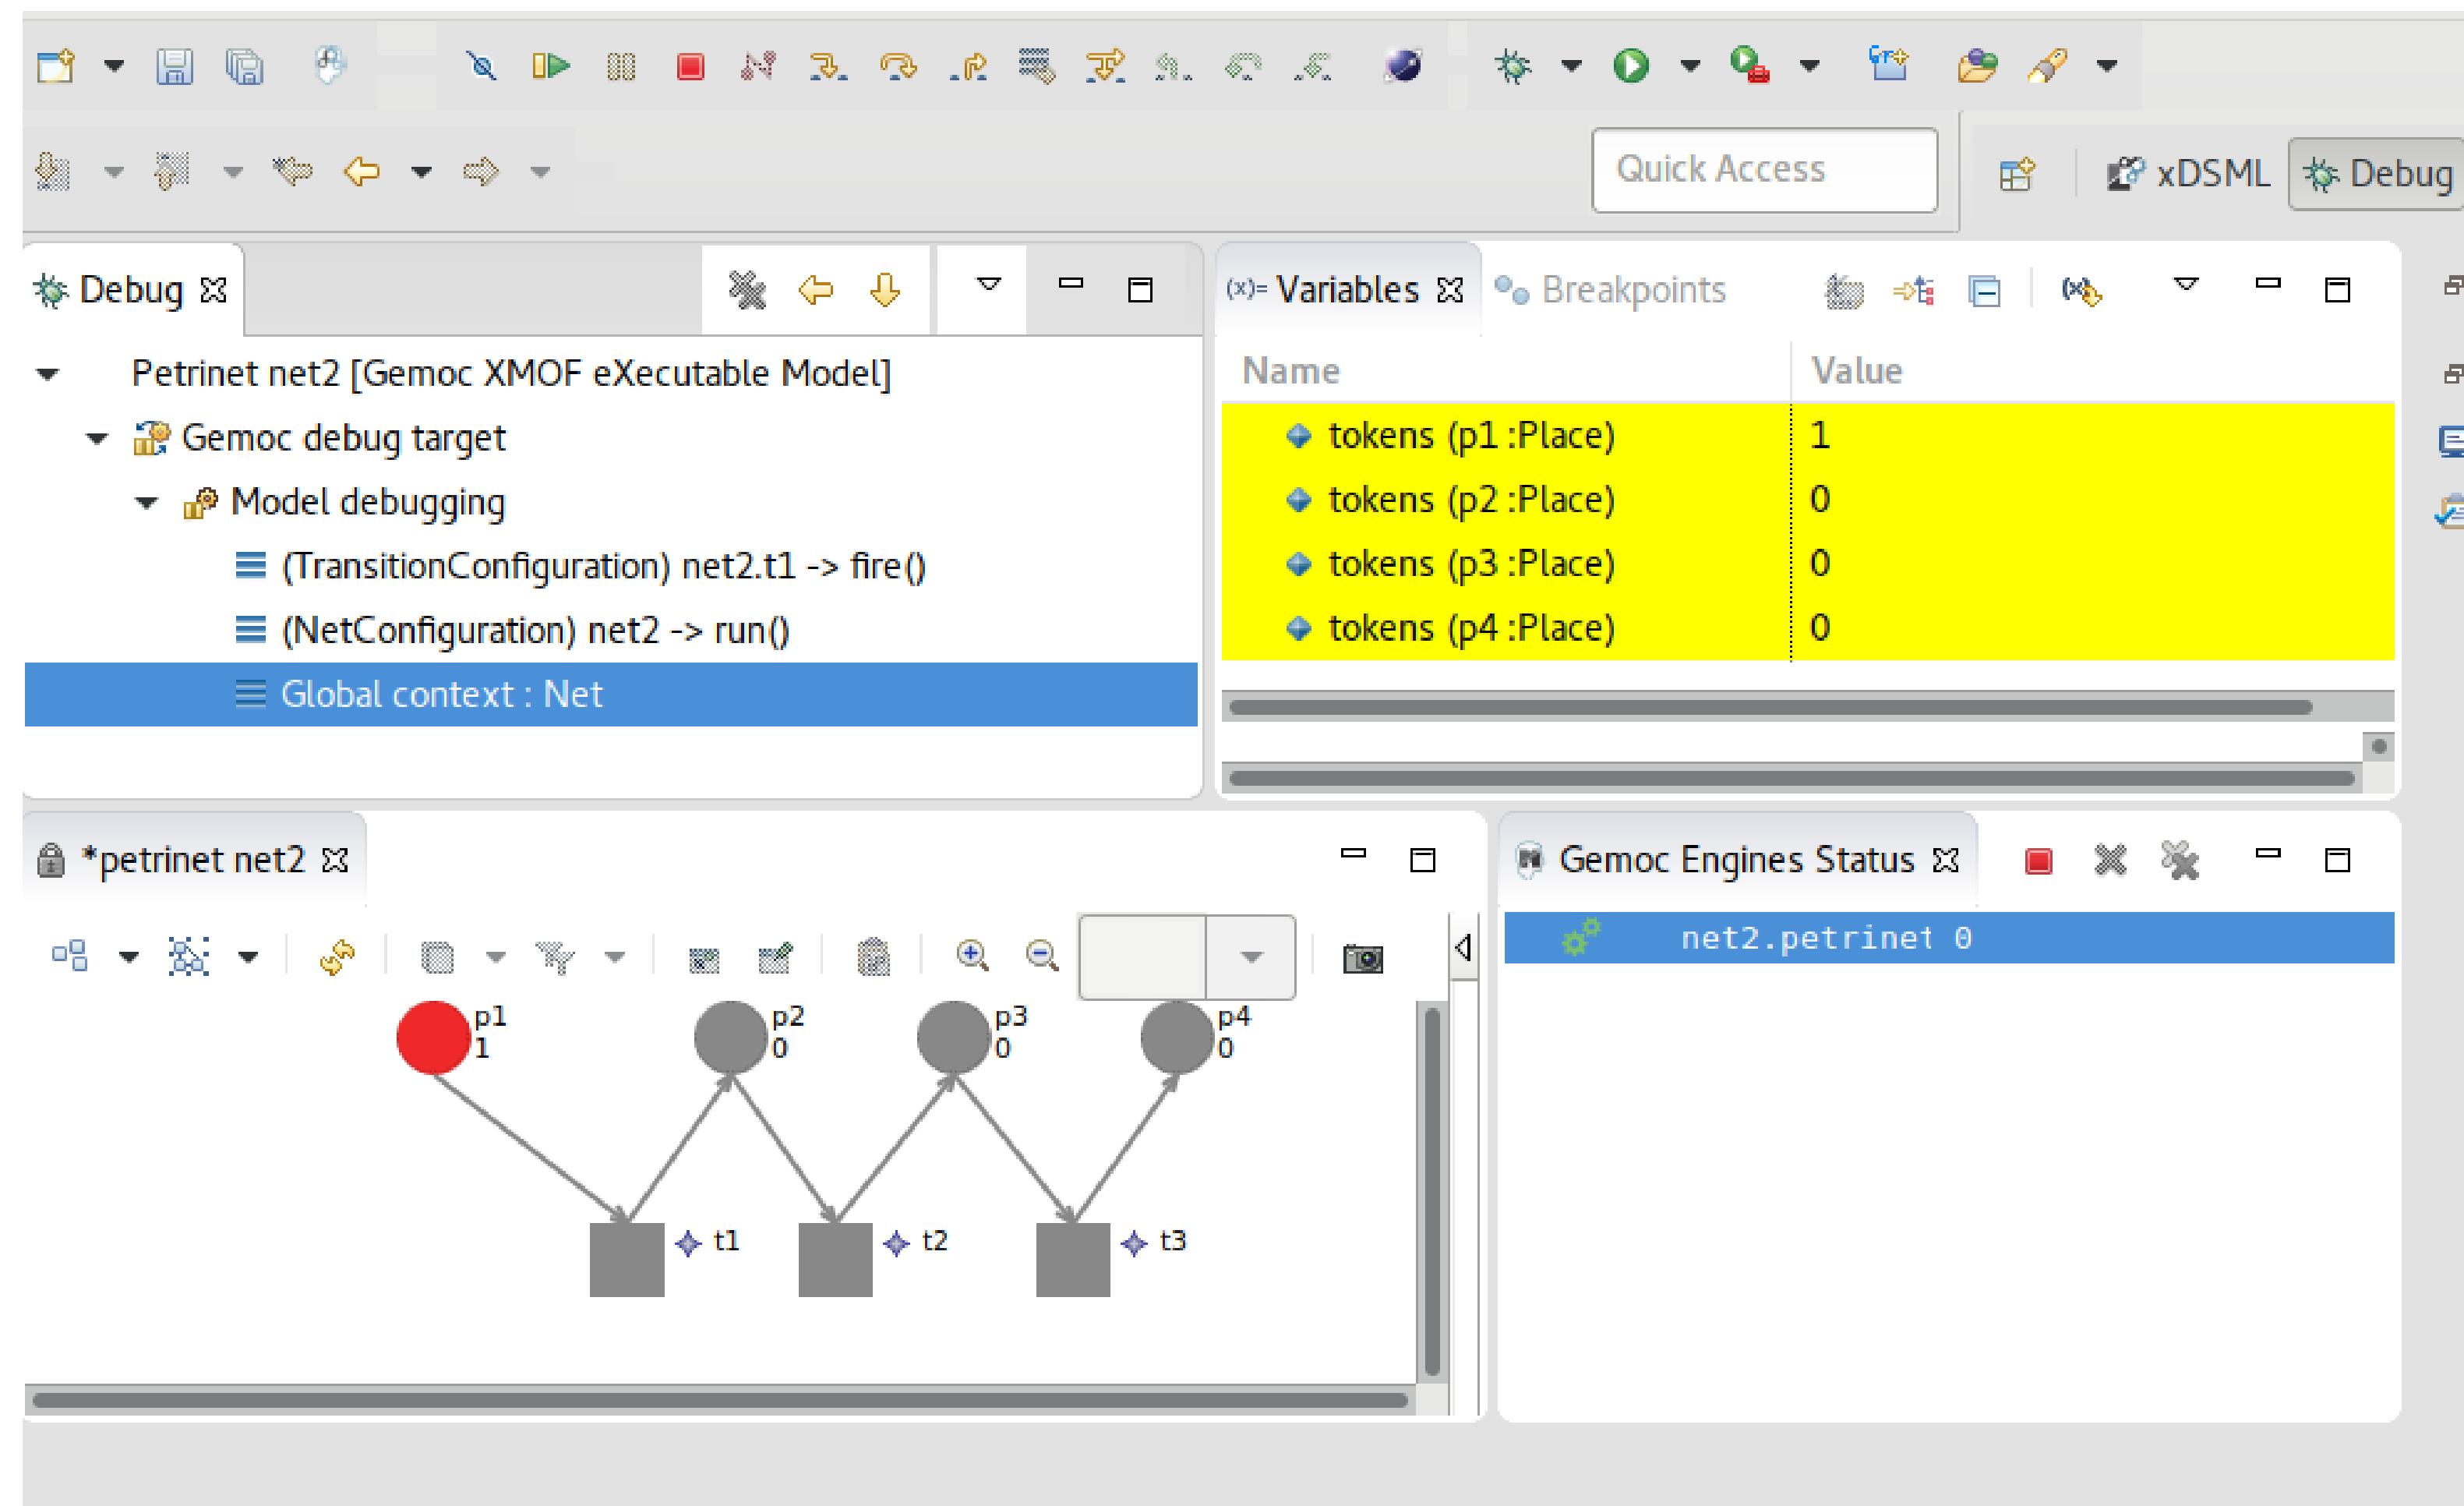 Quick Access
xDSML
Debug
Debug
Petrinet net2 [Gemoc XMOF eXecutable Model]
Gemoc debug target
Model debugging
(TransitionConfiguration) net2.t1 -> fire()
(NetConfiguration) net2 -> run()
Global context : Net
(x)= Variables
Breakpoints
Name Value
tokens (p1 :Place) 1
tokens (p2 :Place) 0
tokens (p3 :Place) 0
tokens (p4 :Place) 0
*petrinet net2
p1
1
p2
0
p3
0
p4
0
t1
t2
t3
Gemoc Engines Status
net2.petrinet 0